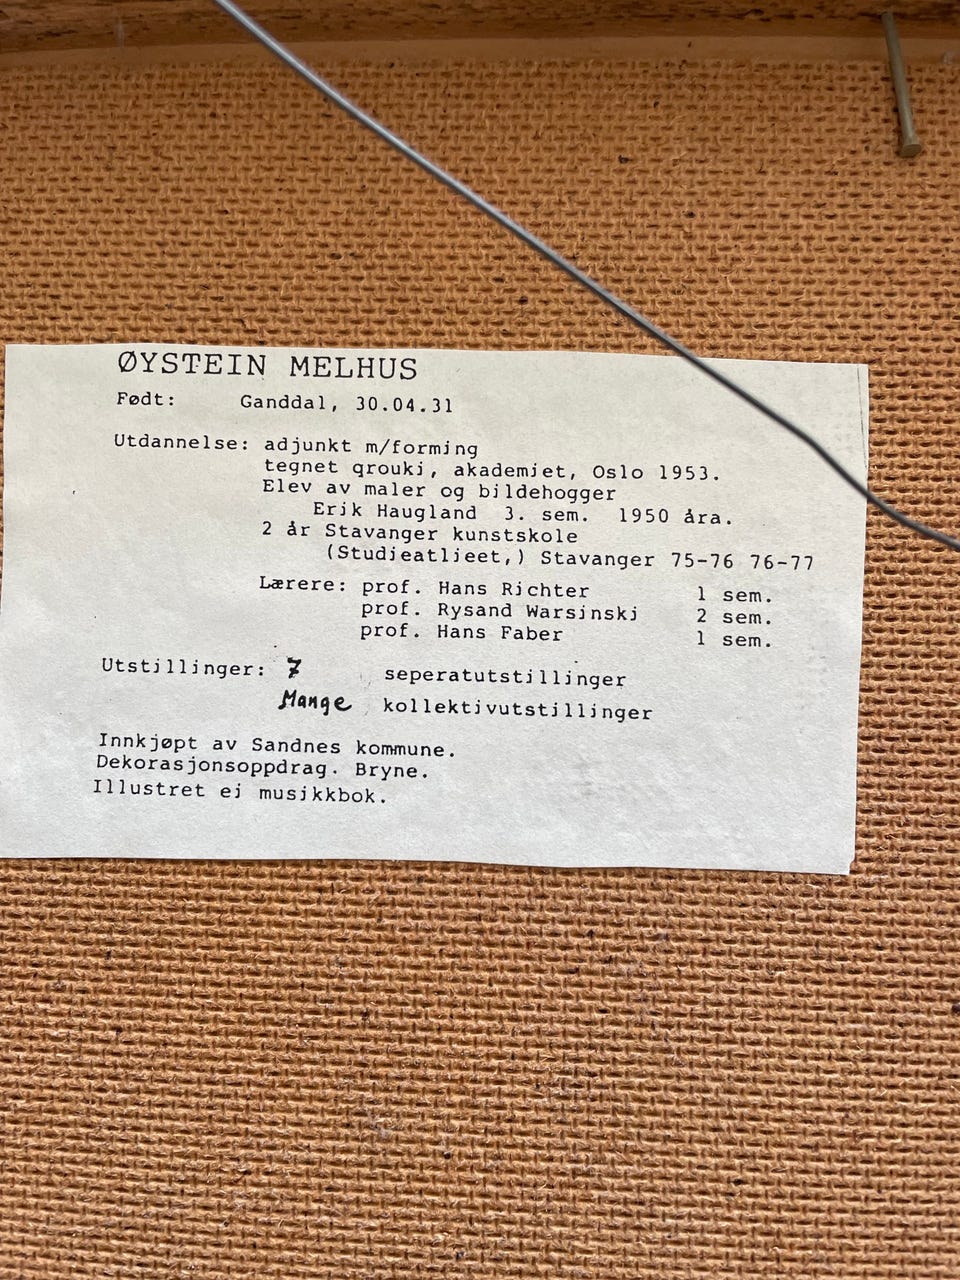 ØYSTEIN MELHUS
Født: Ganddal, 30.04.31
Utdannelse: adjunkt m/forming
tegnet qrouki, akademiet, Oslo 1953.
Elev av maler og bildehogger
Erik Haugland 3. sem. 1950 åra.
2 år Stavanger kunstskole
(Studieatljeet,) Stavanger 75-76 76-77
Lærere: prof. Hans Richter 1 sem.
prof. Rysand Warsinski 2 sem.
prof. Hans Faber 1 sem.
Utstillinger: 7 seperatutstillinger
Mange kollektivutstillinger
Innkjøpt av Sandnes kommune.
Dekorasjonsoppdrag. Bryne.
Illustret ei musikkbok.